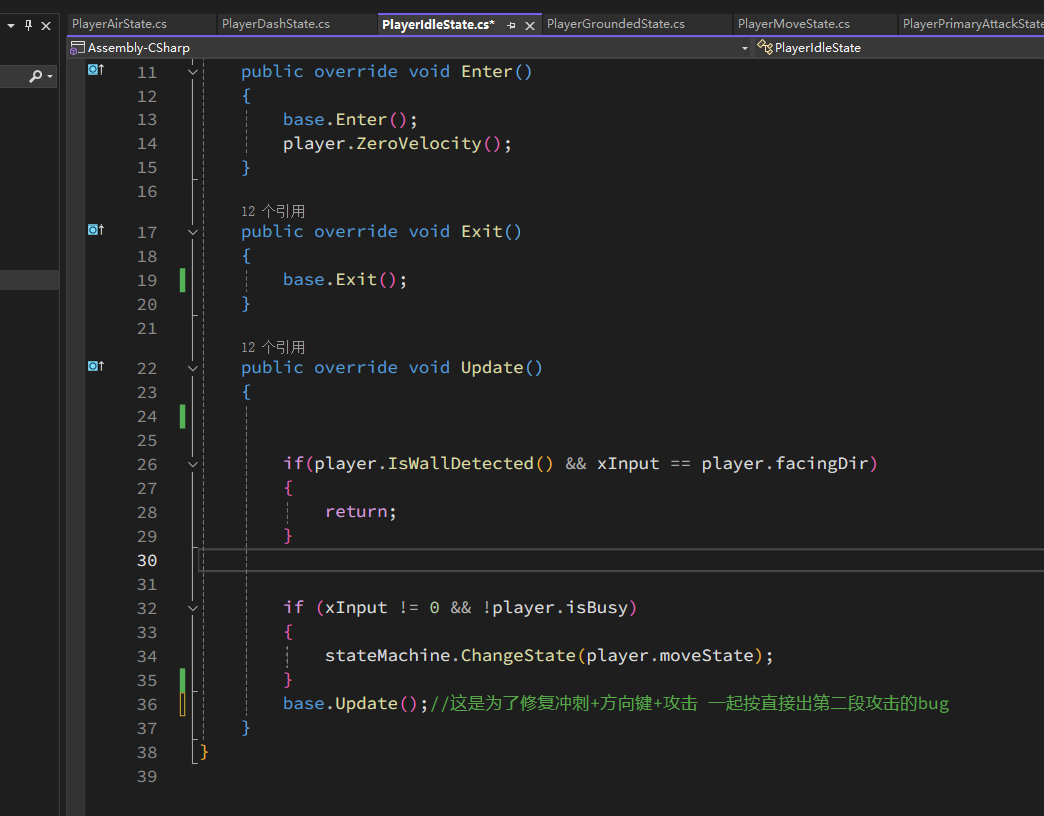 PlayerAirState.cs PlayerDashState.cs PlayerIdleState.cs* PlayerGroundedState.cs PlayerMoveState.cs PlayerPrimaryAttackState
Assembly-CSharp PlayerIdleState
11 public override void Enter()
12 {
13 base.Enter();
14 player.ZeroVelocity();
15 }
16
12 个引用
17 public override void Exit()
18 {
19 base.Exit();
20 }
21
12 个引用
22 public override void Update()
23 {
24
25
26 if(player.IsWallDetected() && xInput == player.facingDir)
27 {
28 return;
29 }
30
31
32 if (xInput != 0 && !player.isBusy)
33 {
34 stateMachine.ChangeState(player.moveState);
35 }
36 base.Update();//这是为了修复冲刺+方向键+攻击 一起按直接出第二段攻击的bug
37 }
38 }
39